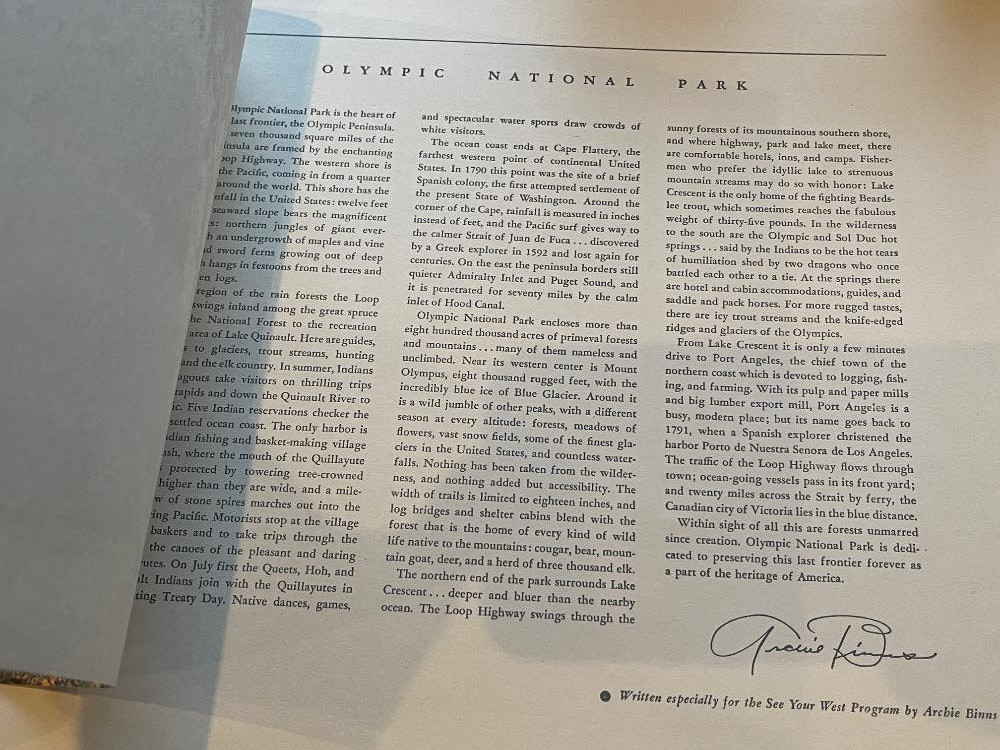 OLYMPIC NATIONAL PARK
Olympic National Park is the heart of
last frontier, the Olympic Peninsula.
seven thousand square miles of the
are framed by the enchanting
Highway. The western shore is
the Pacific, coming in from a quarter
around the world. This shore has the
in the United States: twelve feet
seaward slope bears the magnificent
northern jungles of giant ever-
an undergrowth of maples and vine
sword ferns growing out of deep
hangs in festoons from the trees and
logs.
region of the rain forests the Loop
swings inland among the great spruce
National Forest to the recreation
area of Lake Quinault. Here are guides,
to glaciers, trout streams, hunting
and the elk country. In summer, Indians
take visitors on thrilling trips
rapids and down the Quinault River to
Five Indian reservations checker the
ocean coast. The only harbor is
fishing and basket-making village
where the mouth of the Quillayute
protected by towering tree-crowned
higher than they are wide, and a mile-
of stone spires marches out into the
Pacific. Motorists stop at the village
baskers and to take trips through the
the canoes of the pleasant and daring
On July first the Queets, Hoh, and
Indians join with the Quillayutes in
Treaty Day. Native dances, games,
and spectacular water sports draw crowds of
white visitors.
The ocean coast ends at Cape Flattery, the
farthest western point of continental United
States. In 1790 this point was the site of a brief
Spanish colony, the first attempted settlement of
the present State of Washington. Around the
corner of the Cape, rainfall is measured in inches
instead of feet, and the Pacific surf gives way to
the calmer Strait of Juan de Fuca ... discovered
by a Greek explorer in 1592 and lost again for
centuries. On the east the peninsula borders still
quieter Admiralty Inlet and Puget Sound, and
it is penetrated for seventy miles by the calm
inlet of Hood Canal.
Olympic National Park encloses more than
eight hundred thousand acres of primeval forests
and mountains ... many of them nameless and
unclimbed. Near its western center is Mount
Olympus, eight thousand rugged feet, with the
incredibly blue ice of Blue Glacier. Around it
is a wild jumble of other peaks, with a different
season at every altitude: forests, meadows of
flowers, vast snow fields, some of the finest gla-
ciers in the United States, and countless water-
falls. Nothing has been taken from the wilder-
ness, and nothing added but accessibility. The
width of trails is limited to eighteen inches, and
log bridges and shelter cabins blend with the
forest that is the home of every kind of wild
life native to the mountains: cougar, bear, moun-
tain goat, deer, and a herd of three thousand elk.
The northern end of the park surrounds Lake
Crescent ... deeper and bluer than the nearby
ocean. The Loop Highway swings through the
sunny forests of its mountainous southern shore,
and where highway, park and lake meet, there
are comfortable hotels, inns, and camps. Fisher-
men who prefer the idyllic lake to strenuous
mountain streams may do so with honor: Lake
Crescent is the only home of the fighting Beards-
lee trout, which sometimes reaches the fabulous
weight of thirty-five pounds. In the wilderness
to the south are the Olympic and Sol Duc hot
springs ... said by the Indians to be the hot tears
of humiliation shed by two dragons who once
battled each other to a tie. At the springs there
are hotel and cabin accommodations, guides, and
saddle and pack horses. For more rugged tastes,
there are icy trout streams and the knife-edged
ridges and glaciers of the Olympics.
From Lake Crescent it is only a few minutes
drive to Port Angeles, the chief town of the
northern coast which is devoted to logging, fish-
ing, and farming. With its pulp and paper mills
and big lumber export mill, Port Angeles is a
busy, modern place; but its name goes back to
1791, when a Spanish explorer christened the
harbor Porto de Nuestra Senora de Los Angeles.
The traffic of the Loop Highway flows through
town; ocean-going vessels pass in its front yard;
and twenty miles across the Strait by ferry, the
Canadian city of Victoria lies in the blue distance.
Within sight of all this are forests unmarred
since creation. Olympic National Park is dedi-
cated to preserving this last frontier forever as
a part of the heritage of America.
Archie Binns
Written especially for the See Your West Program by Archie Binns